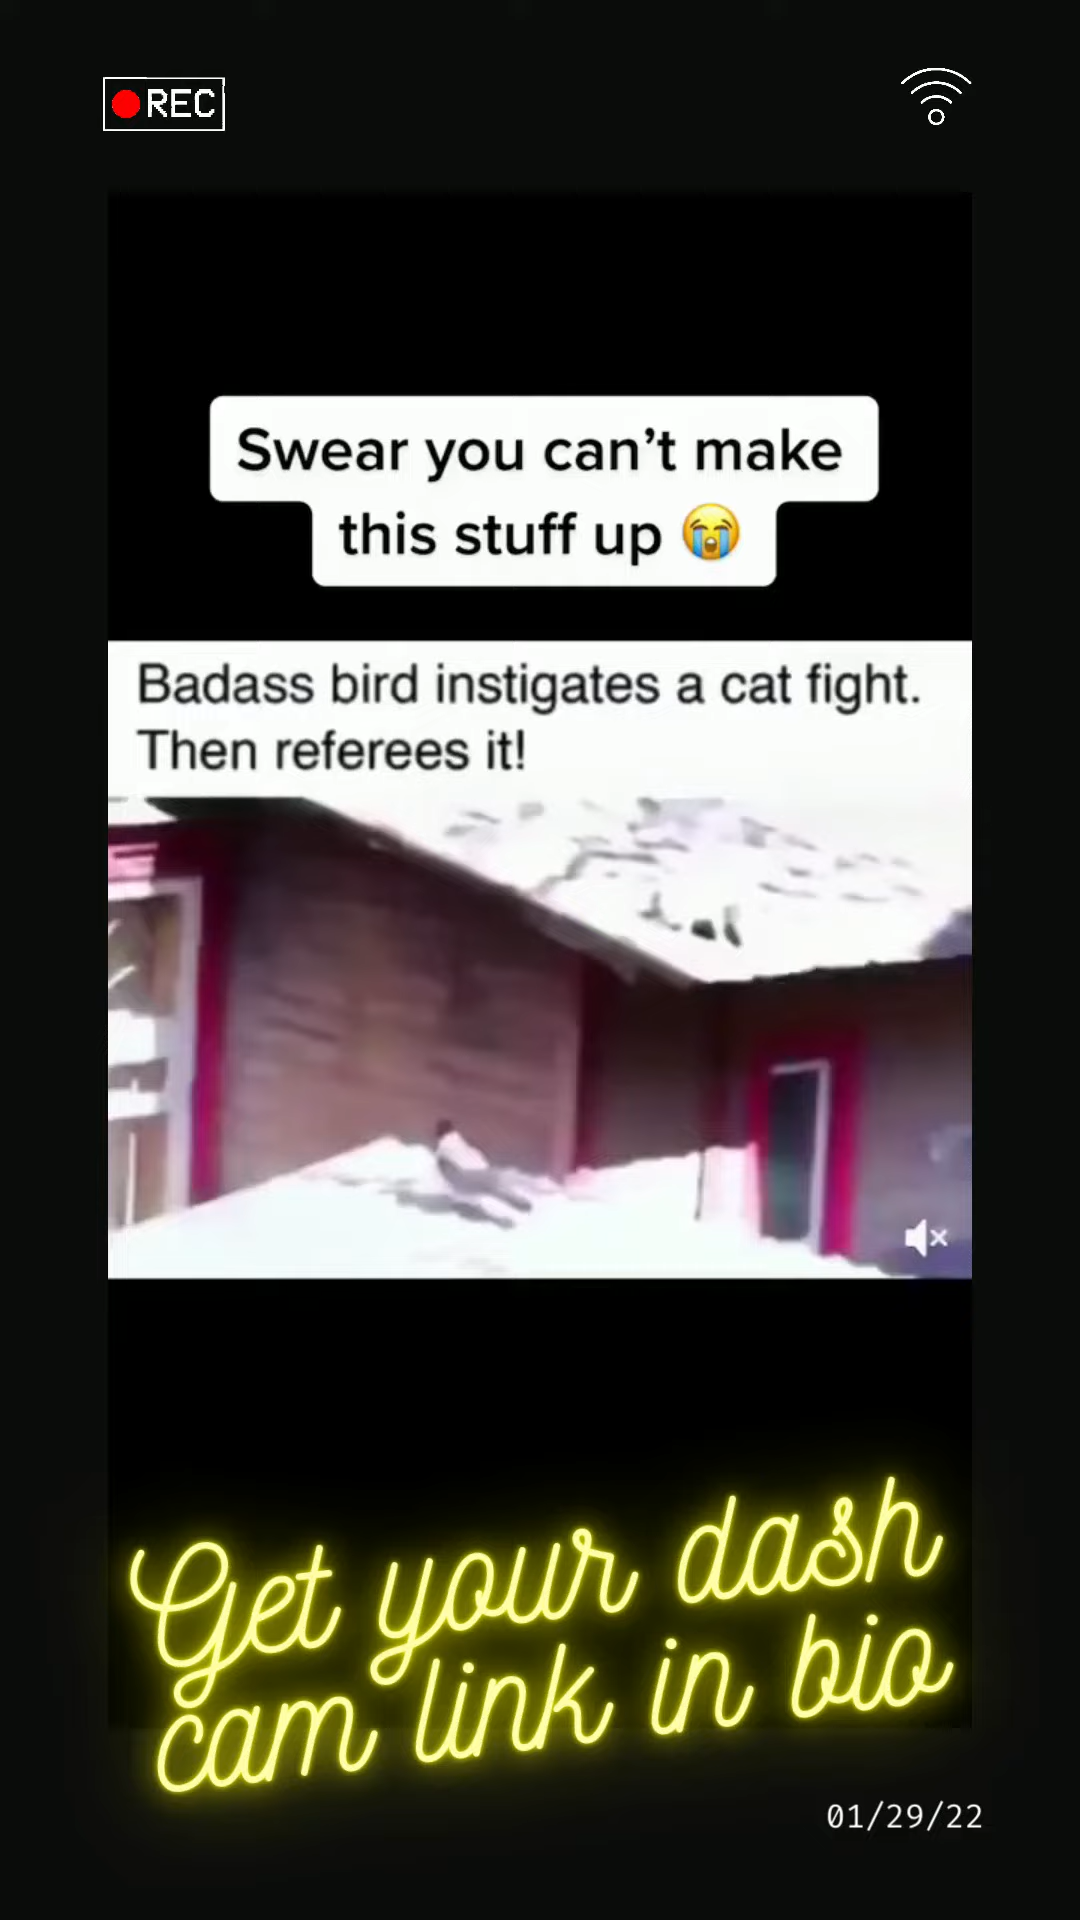 REC
Swear you can’t make
this stuff up 😭
Badass bird instigates a cat fight.
Then referees it!
Get your dash
cam link in bio
01/29/22